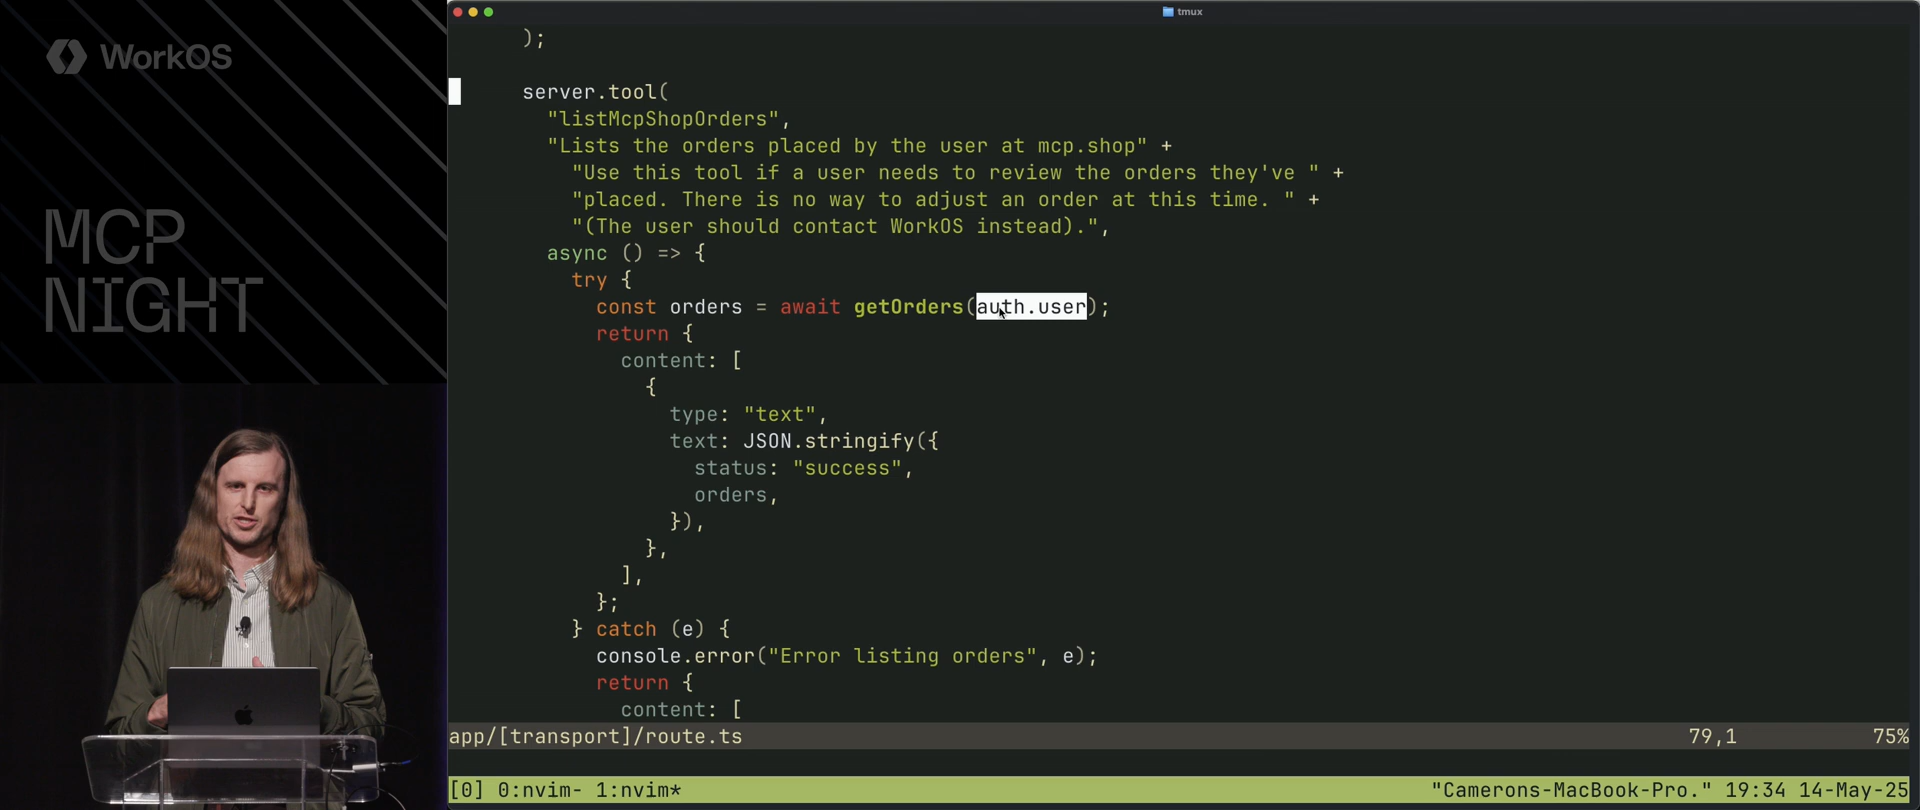 WorkOS
MCP
NIGHT
tmux
);
server.tool(
"listMcpShopOrders",
"Lists the orders placed by the user at mcp.shop" +
"Use this tool if a user needs to review the orders they've " +
"placed. There is no way to adjust an order at this time. " +
"(The user should contact WorkOS instead).",
async () => {
try {
const orders = await getOrders(auth.user);
return {
content: [
{
type: "text",
text: JSON.stringify({
status: "success",
orders,
}),
},
],
};
} catch (e) {
console.error("Error listing orders", e);
return {
content: [
app/[transport]/route.ts 79,1 75%
[0] 0:nvim- 1:nvim* "Camerons-MacBook-Pro." 19:34 14-May-25